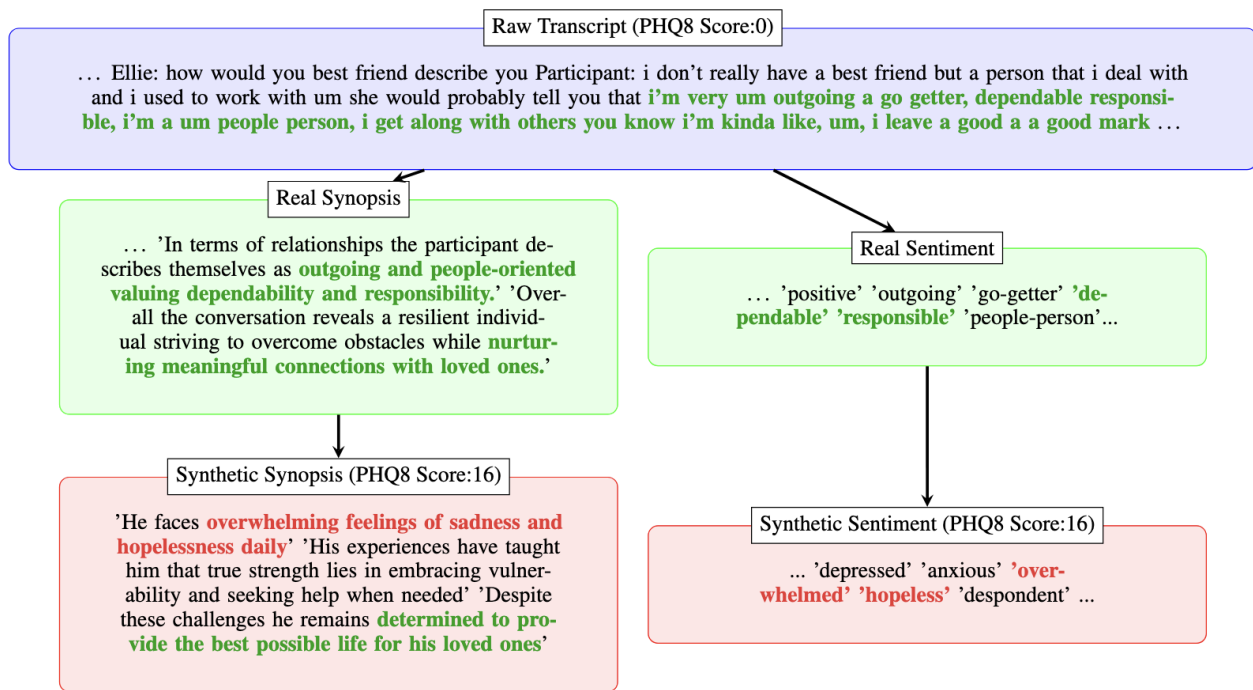 Raw Transcript (PHQ8 Score:0)
... Ellie: how would you best friend describe you Participant: i don't really have a best friend but a person that i deal with
and i used to work with um she would probably tell you that i'm very um outgoing a go getter, dependable responsi-
ble, i'm a um people person, i get along with others you know i'm kinda like, um, i leave a good a a good mark ...
Real Synopsis
... 'In terms of relationships the participant de-
scribes themselves as outgoing and people-oriented
valuing dependability and responsibility.' 'Over-
all the conversation reveals a resilient individ-
ual striving to overcome obstacles while nurtur-
ing meaningful connections with loved ones.'
Real Sentiment
... 'positive' 'outgoing' 'go-getter' 'de-
pendable' 'responsible' 'people-person'...
Synthetic Synopsis (PHQ8 Score:16)
'He faces overwhelming feelings of sadness and
hopelessness daily' 'His experiences have taught
him that true strength lies in embracing vulner-
ability and seeking help when needed' 'Despite
these challenges he remains determined to pro-
vide the best possible life for his loved ones'
Synthetic Sentiment (PHQ8 Score:16)
... 'depressed' 'anxious' 'over-
whelmed' 'hopeless' 'despondent' ...